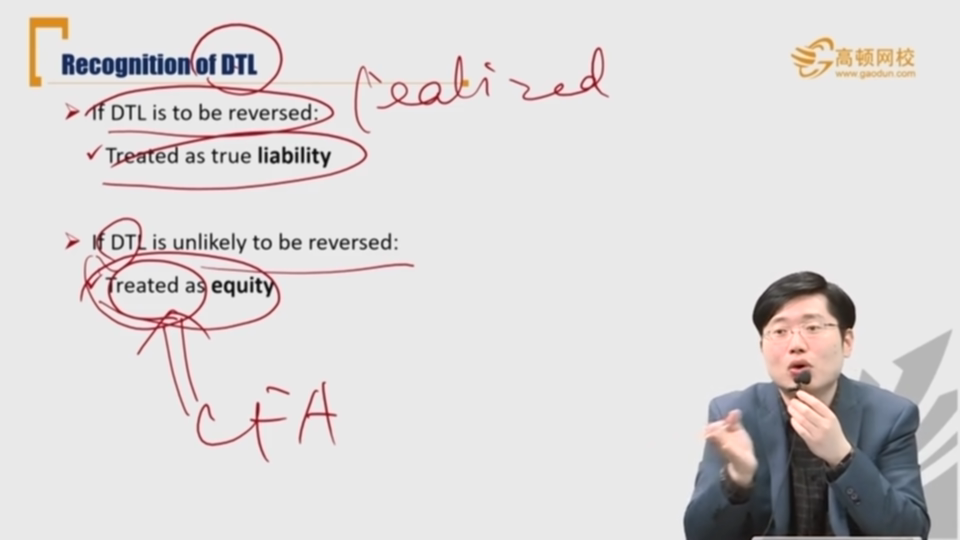 Recognition of DTL
高顿网校
www.gaodun.com
realized
If DTL is to be reversed:
Treated as true liability
If DTL is unlikely to be reversed:
Treated as equity
CFA